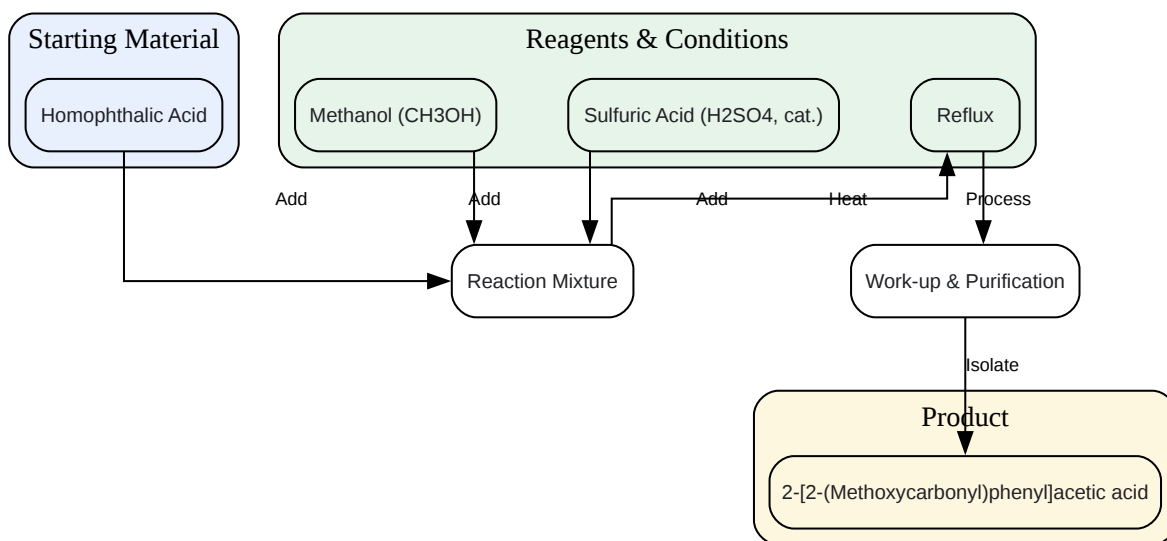 Starting Material
Reagents & Conditions
Homophthalic Acid
Methanol (CH3OH)
Sulfuric Acid (H2SO4, cat.)
Reflux
Add
Add
Add
Heat
Process
Reaction Mixture
Work-up & Purification
Isolate
Product
2-[2-(Methoxycarbonyl)phenyl]acetic acid